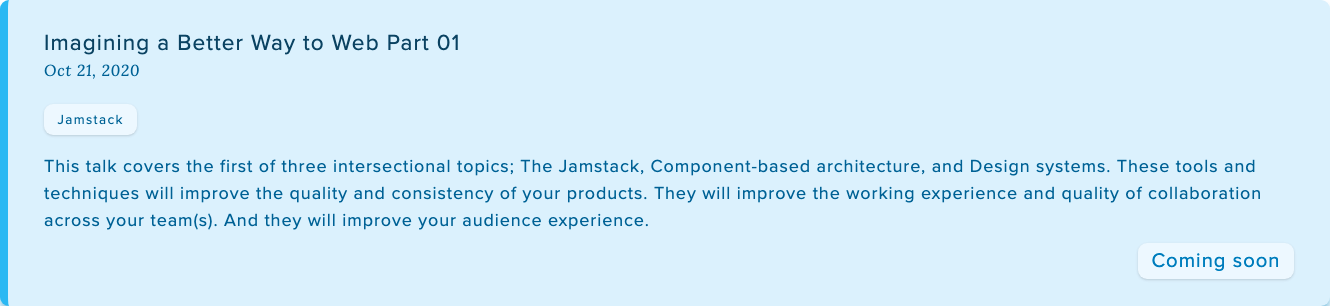 Imagining a Better Way to Web Part 01
Oct 21, 2020
Jamstack
This talk covers the first of three intersectional topics; The Jamstack, Component-based architecture, and Design systems. These tools and
techniques will improve the quality and consistency of your products. They will improve the working experience and quality of collaboration
across your team(s). And they will improve your audience experience.
Coming soon